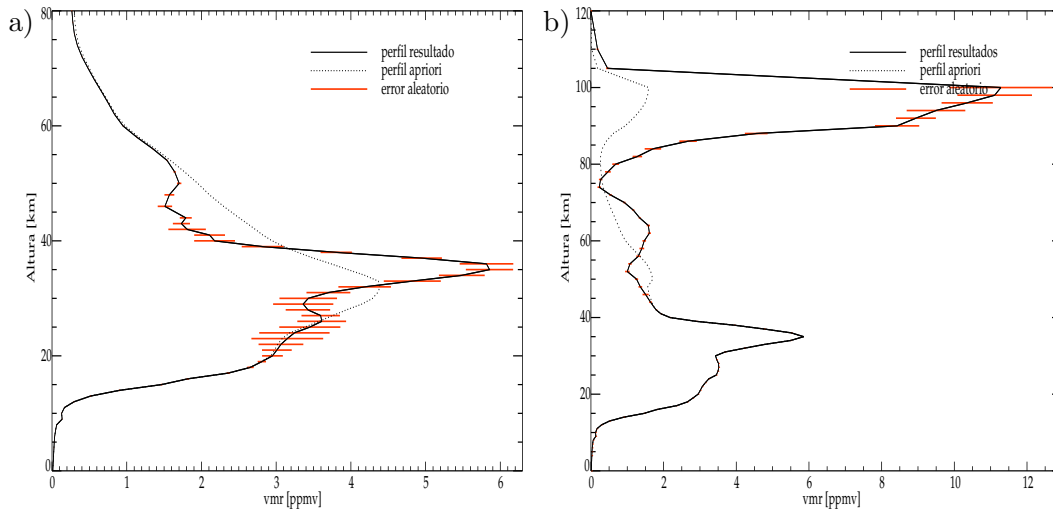 a)
80
60
40
20
0
Altura [km]
0
1
2
3
4
5
6
vmr [ppmv]
perfil resultado
perfil apriori
error aleatorio
b)
120
100
80
60
40
20
0
Altura [km]
0
2
4
6
8
10
12
vmr [ppmv]
perfil resultados
perfil apriori
error aleatorio